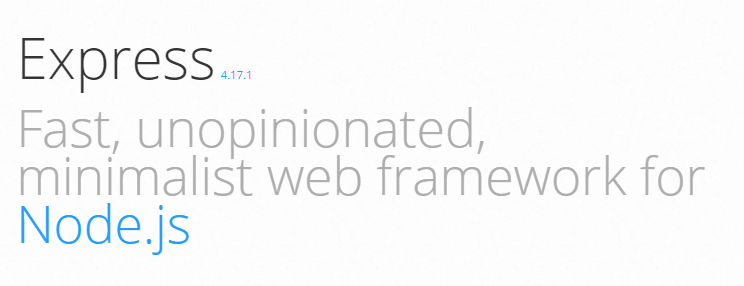 Express 4.17.1
Fast, unopinionated,
minimalist web framework for
Node.js